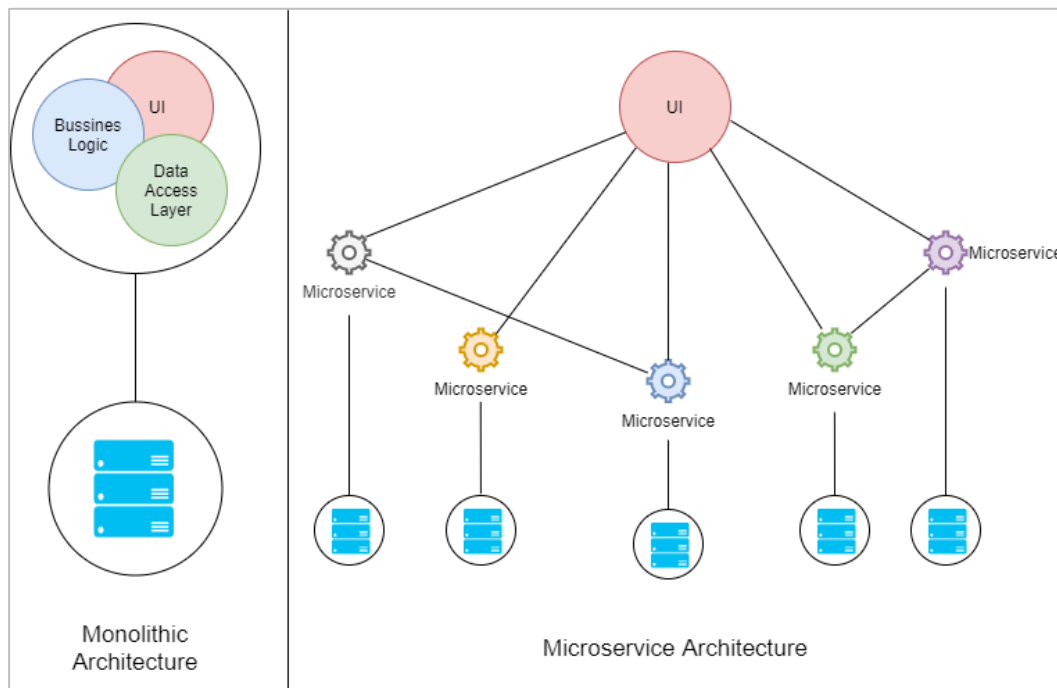 UI
Bussines
Logic
Data
Access
Layer
Monolithic
Architecture
UI
Microservice
Microservice
Microservice
Microservice
Microservice
Microservice Architecture